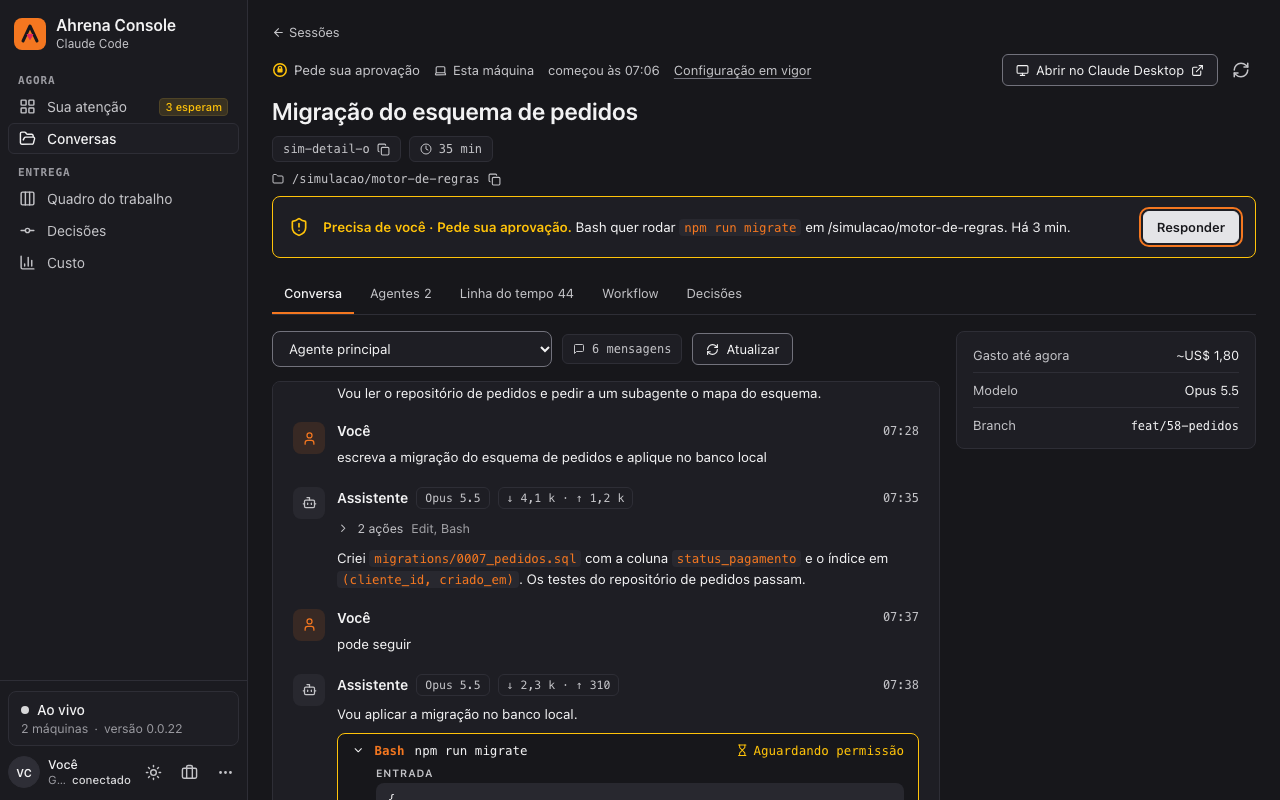 Ahrena Console
Claude Code
AGORA
Sua atenção 3 esperam
Conversas
ENTREGA
Quadro do trabalho
Decisões
Custo
Ao vivo
2 máquinas · versão 0.0.22
VC
Você
G... conectado
← Sessões
Pede sua aprovação Esta máquina começou às 07:06 Configuração em vigor
Abrir no Claude Desktop
Migração do esquema de pedidos
sim-detail-o 35 min
/simulacao/motor-de-regras
Precisa de você · Pede sua aprovação. Bash quer rodar npm run migrate em /simulacao/motor-de-regras. Há 3 min.
Responder
Conversa Agentes 2 Linha do tempo 44 Workflow Decisões
Agente principal 6 mensagens Atualizar
Vou ler o repositório de pedidos e pedir a um subagente o mapa do esquema.
Você 07:28
escreva a migração do esquema de pedidos e aplique no banco local
Assistente Opus 5.5 ↓ 4,1 k · ↑ 1,2 k 07:35
2 ações Edit, Bash
Criei migrations/0007_pedidos.sql com a coluna status_pagamento e o índice em
(cliente_id, criado_em) . Os testes do repositório de pedidos passam.
Você 07:37
pode seguir
Assistente Opus 5.5 ↓ 2,3 k · ↑ 310 07:38
Vou aplicar a migração no banco local.
Bash npm run migrate Aguardando permissão
ENTRADA
{
Gasto até agora ~US$ 1,80
Modelo Opus 5.5
Branch feat/58-pedidos